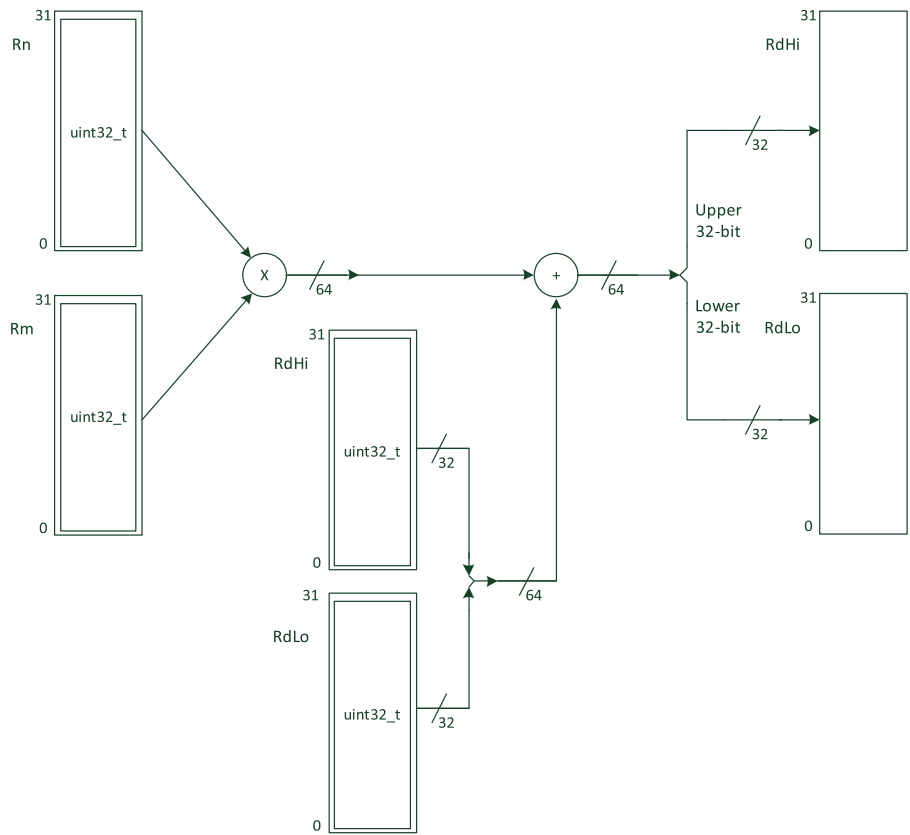 31
Rn
uint32_t
0
31
Rm
uint32_t
0
X
64
31
RdHi
uint32_t
32
0
31
RdLo
uint32_t
32
0
64
+
64
Upper
32-bit
Lower
32-bit
32
31
RdHi
0
32
31
RdLo
0